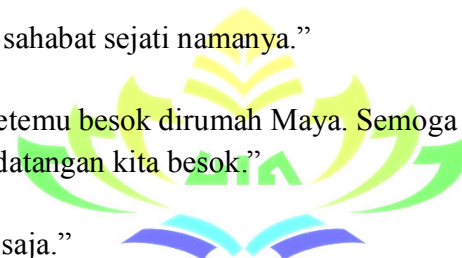 sahabat sejati namanya.”
etemu besok dirumah Maya. Semoga
datangan kita besok.”
saja.”